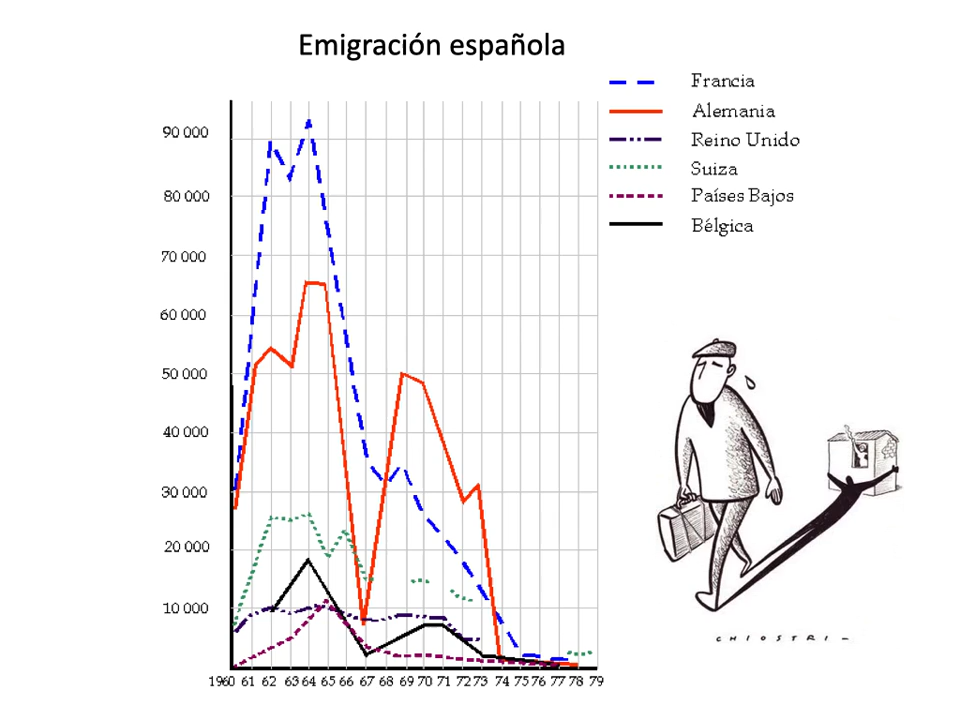 Emigración española
Francia
Alemania
Reino Unido
Suiza
Países Bajos
Bélgica
90 000
80 000
70 000
60 000
50 000
40 000
30 000
20 000
10 000
1960 61 62 63 64 65 66 67 68 69 70 71 72 73 74 75 76 77 78 79
CHIOSTRI